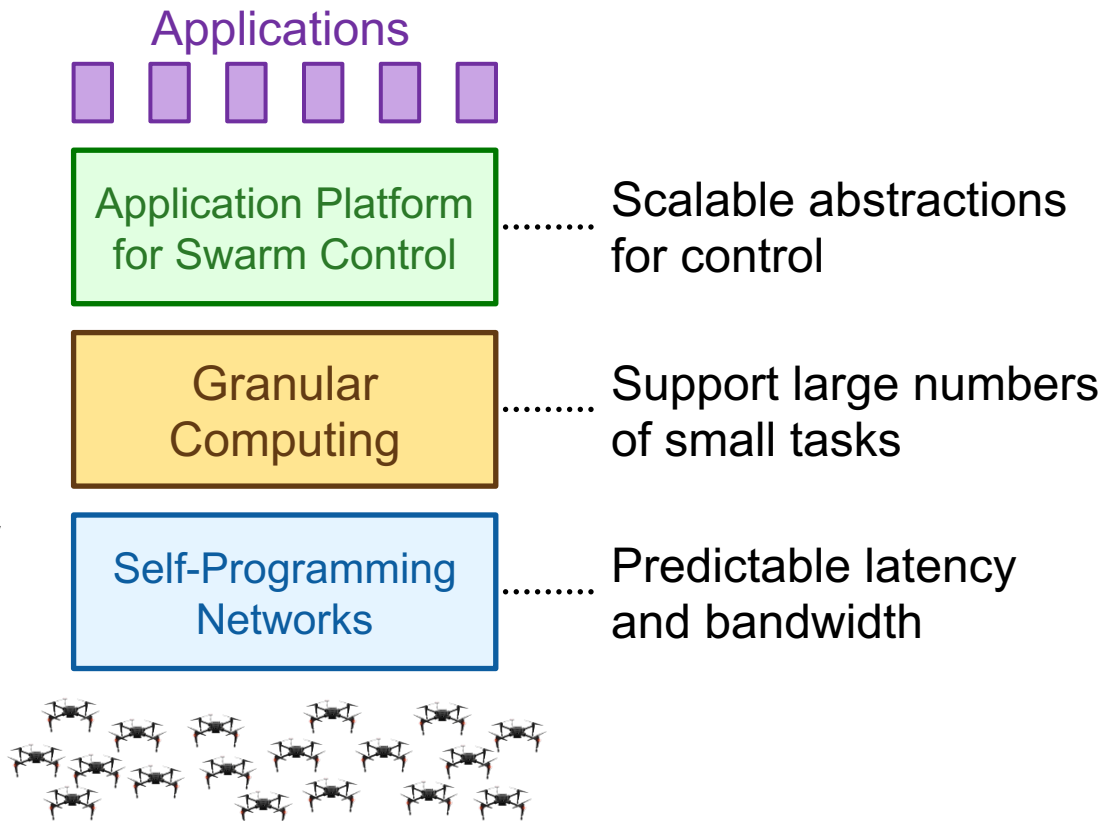 Applications
Application Platform
for Swarm Control
Scalable abstractions
for control
Granular
Computing
Support large numbers
of small tasks
Self-Programming
Networks
Predictable latency
and bandwidth